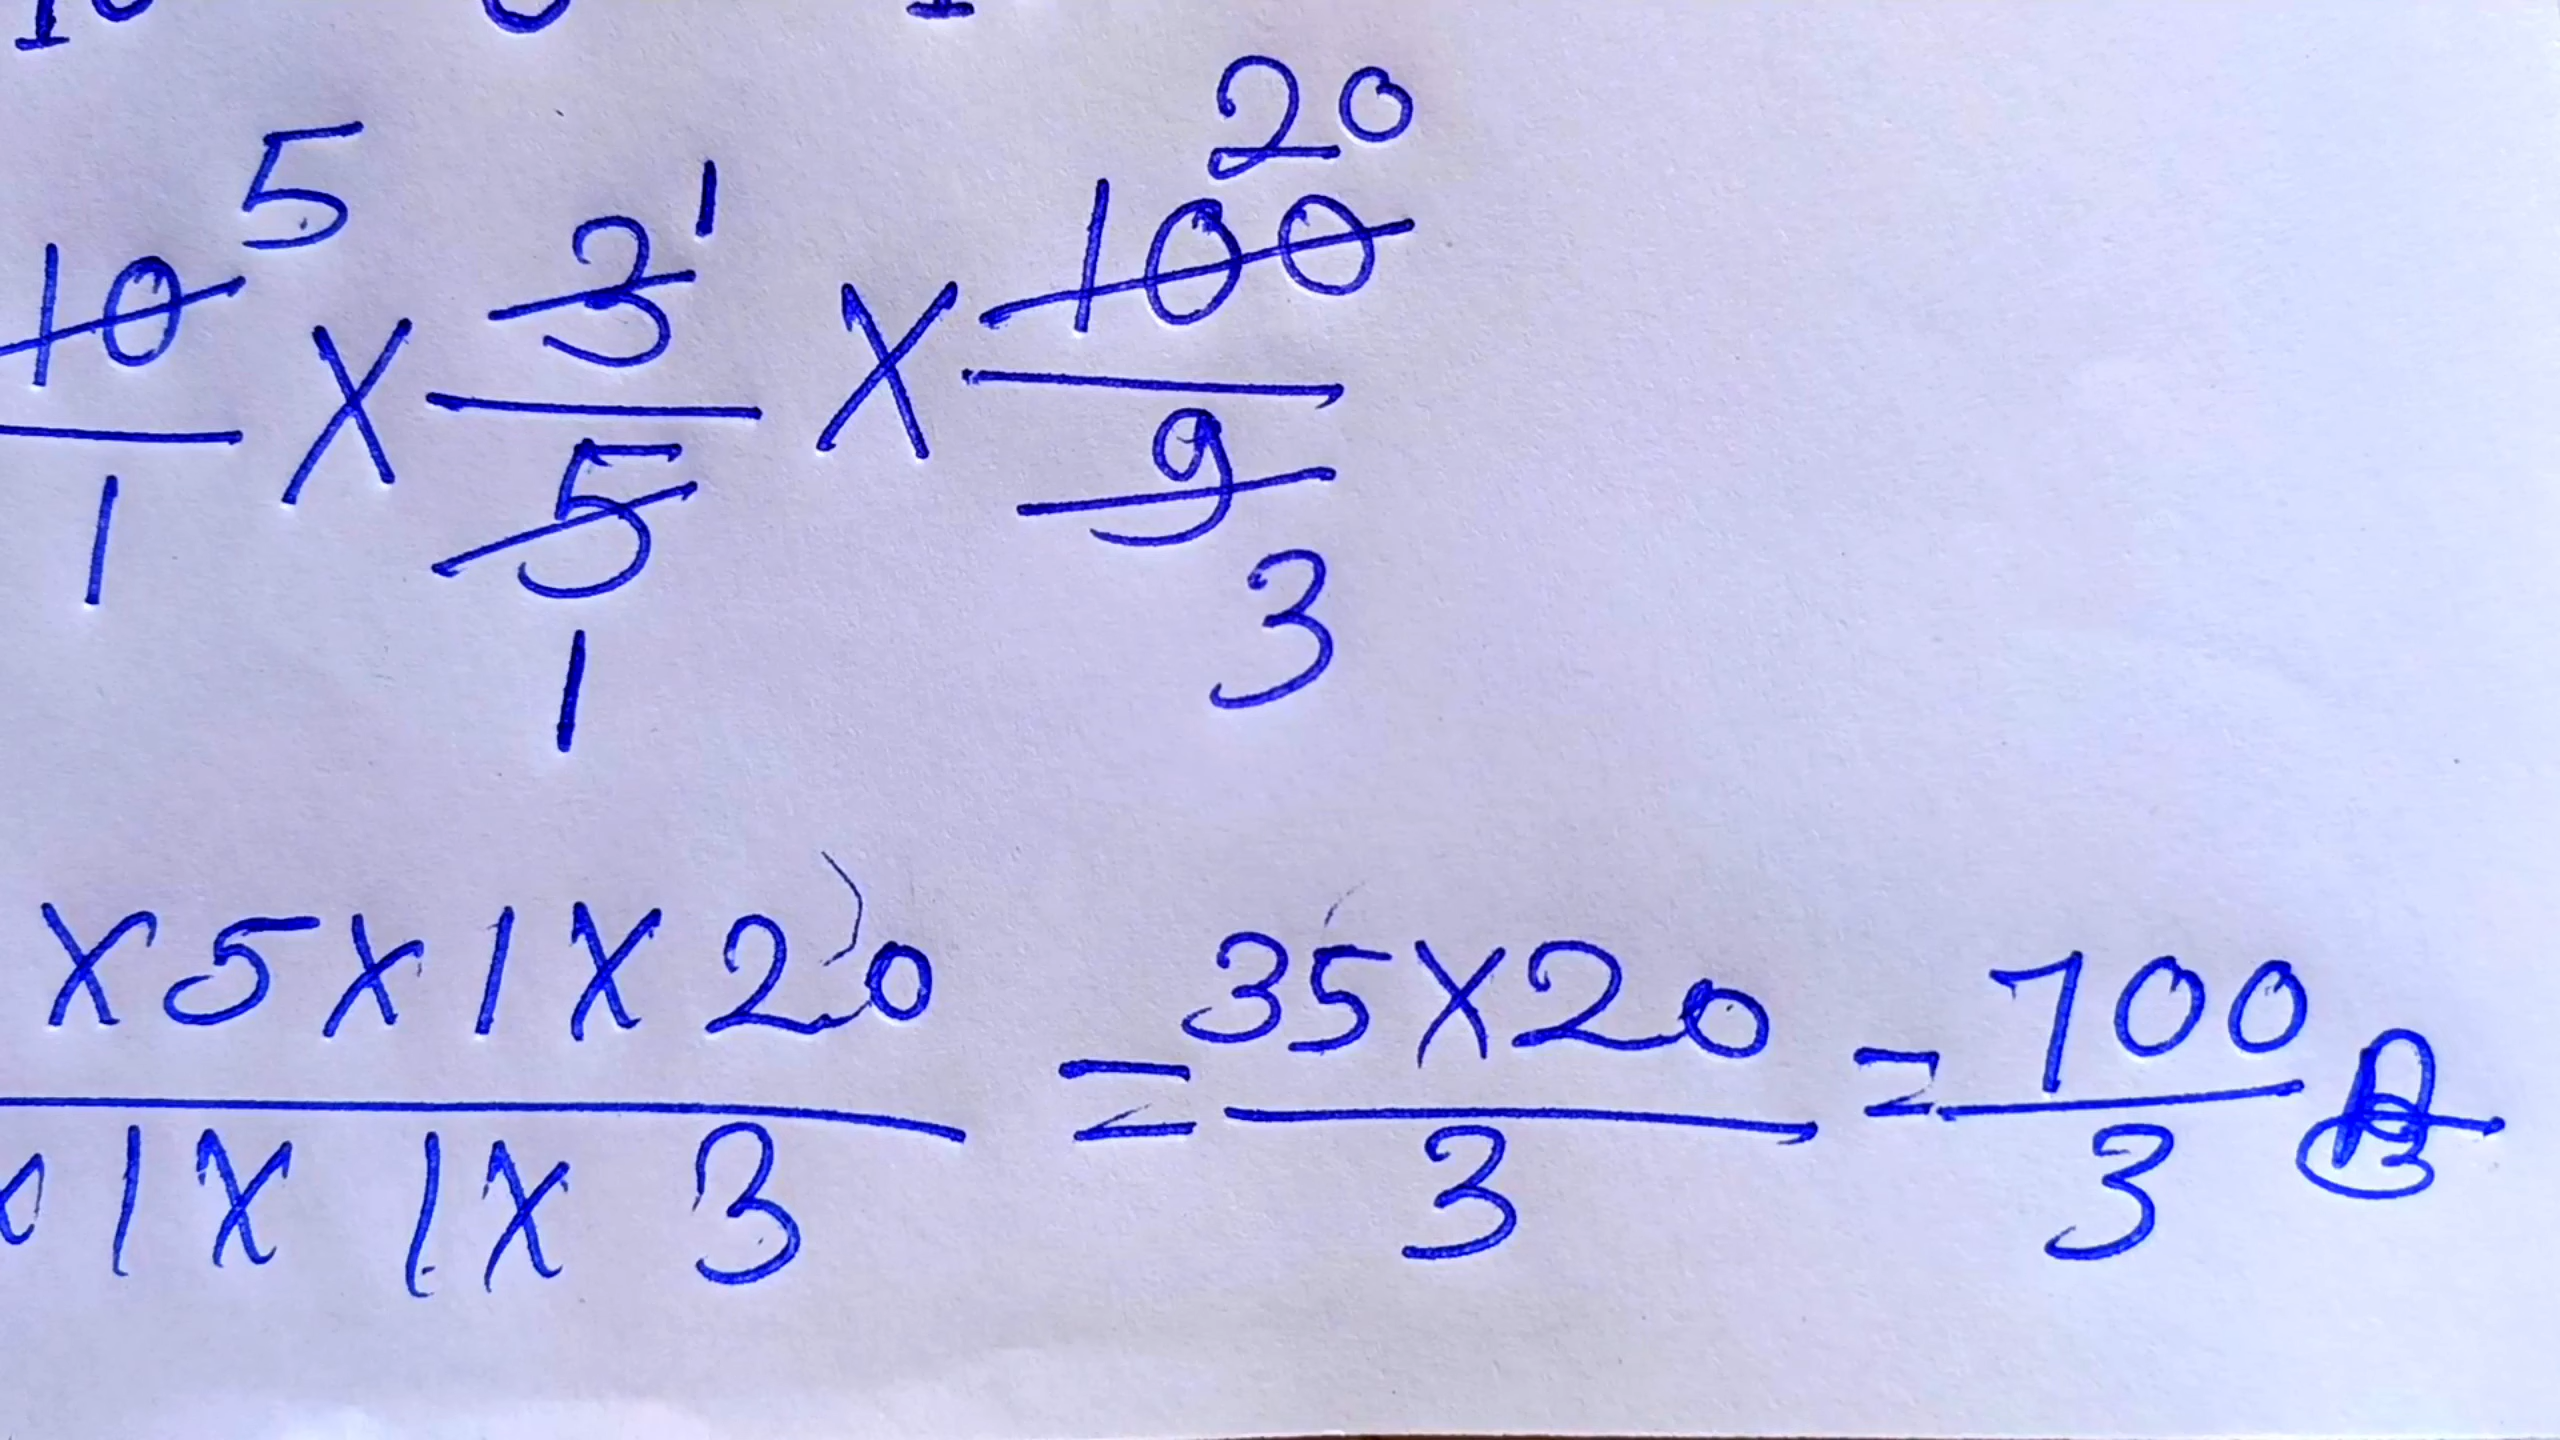 10 5 × 3 1 × 100 20
1 5 1 9 3
× 5 × 1 × 20 = 35 × 20 = 700
1 × 1 × 3 3 3